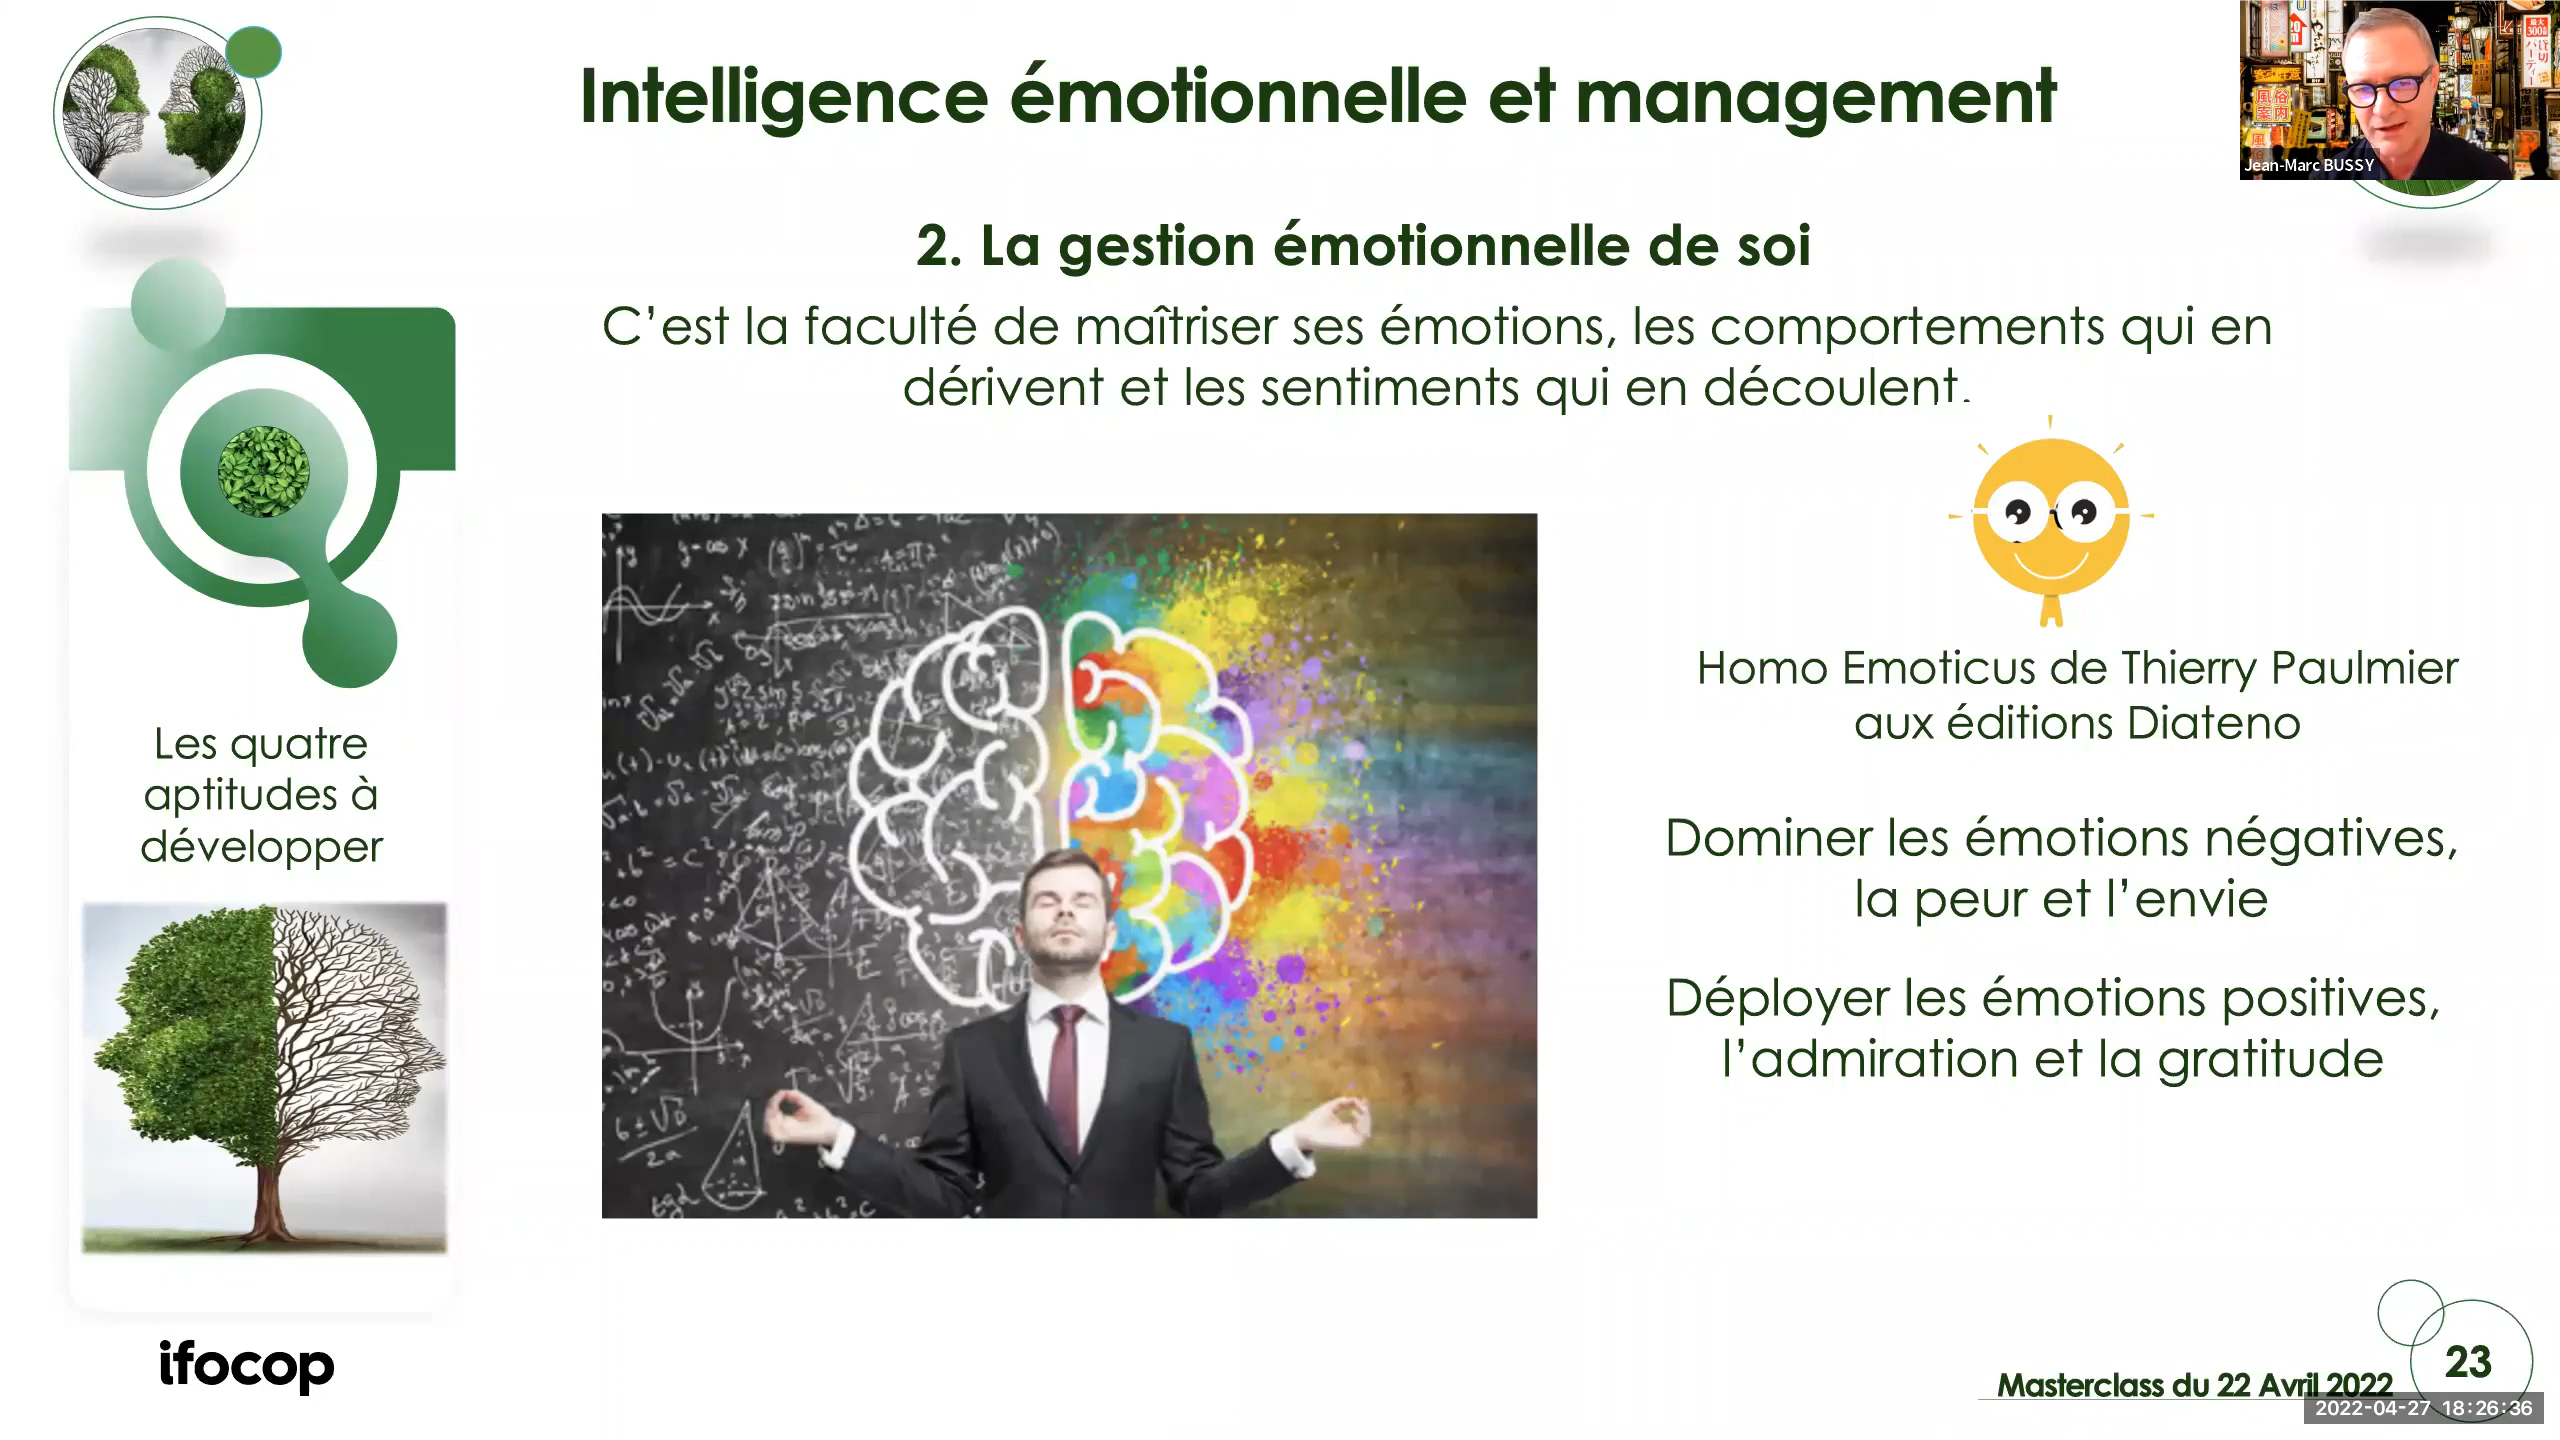 Intelligence émotionnelle et management
Jean-Marc BUSSY
2. La gestion émotionnelle de soi
C’est la faculté de maîtriser ses émotions, les comportements qui en
dérivent et les sentiments qui en découlent.
Les quatre
aptitudes à
développer
Homo Emoticus de Thierry Paulmier
aux éditions Diateno
Dominer les émotions négatives,
la peur et l’envie
Déployer les émotions positives,
l’admiration et la gratitude
ifocop
Masterclass du 22 Avril 2022
23
2022-04-27 18:26:36